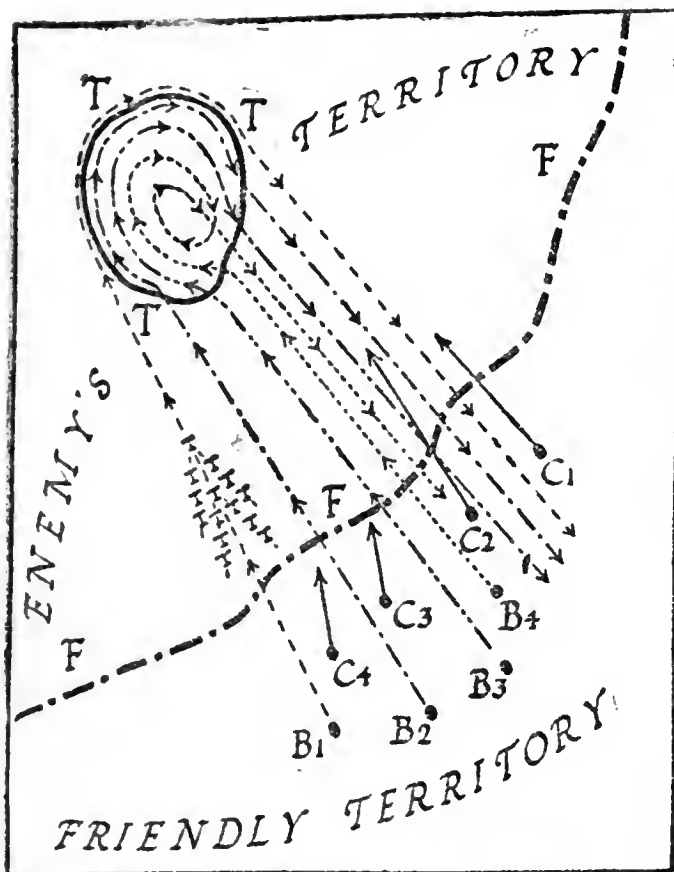 TERRITORY
T
T
F
T
ENEMY'S
C1
F
C2
C3
B4
F
C4
B3
B1
B2
FRIENDLY TERRITORY